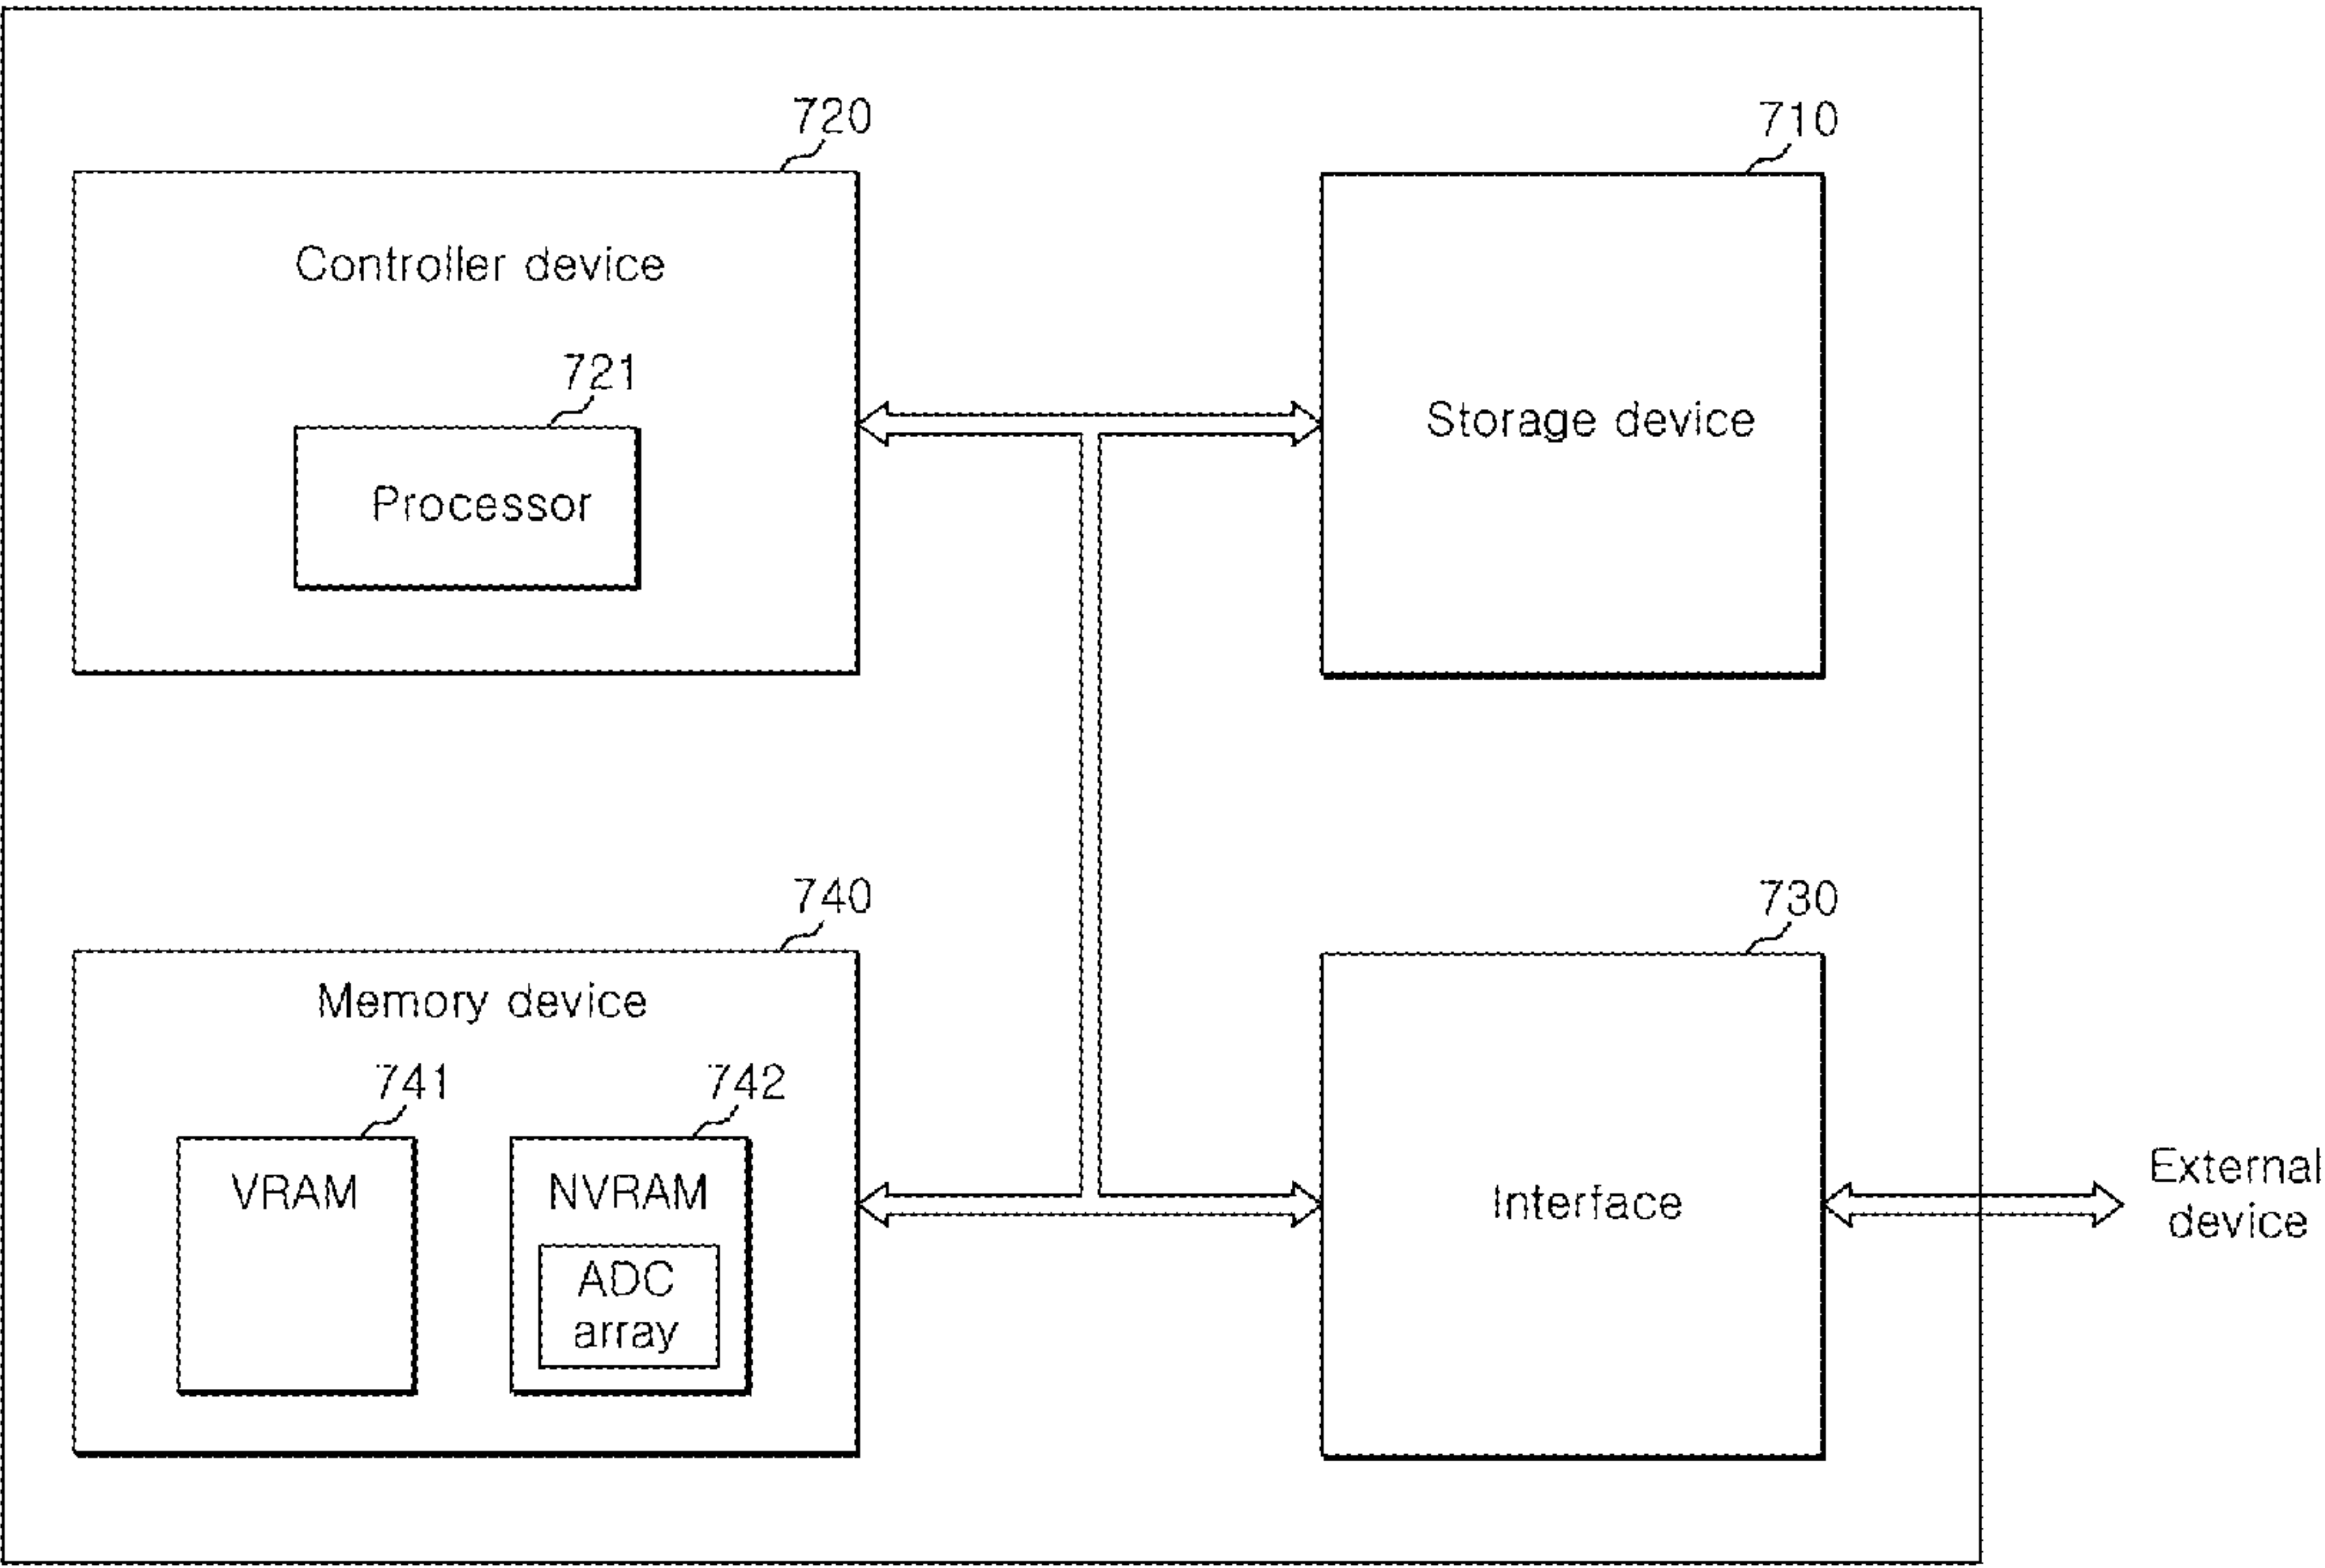 720
710
Controller device
721
Storage device
Processor
740
730
Memory device
741
742
VRAM
NVRAM
ADC
array
Interface
External
device